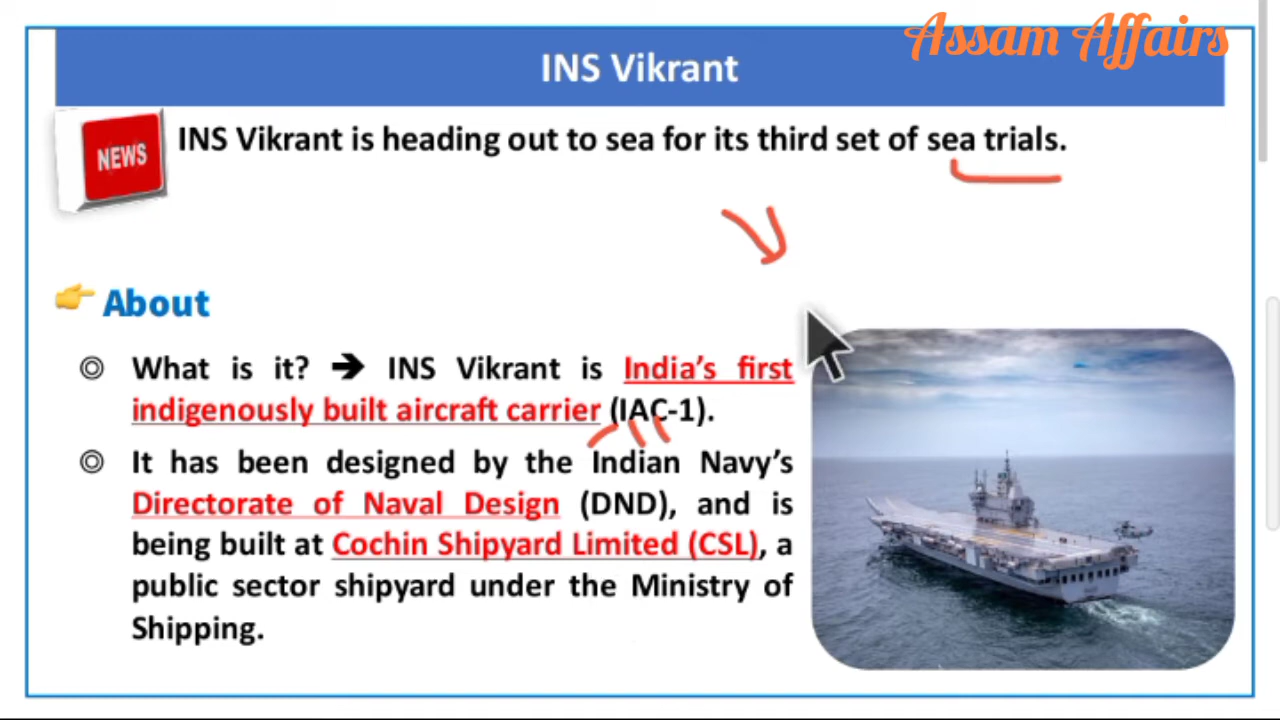 Assam Affairs
INS Vikrant
NEWS
INS Vikrant is heading out to sea for its third set of sea trials.
About
What is it? ➔ INS Vikrant is India’s first
indigenously built aircraft carrier (IAC-1).
It has been designed by the Indian Navy’s
Directorate of Naval Design (DND), and is
being built at Cochin Shipyard Limited (CSL), a
public sector shipyard under the Ministry of
Shipping.